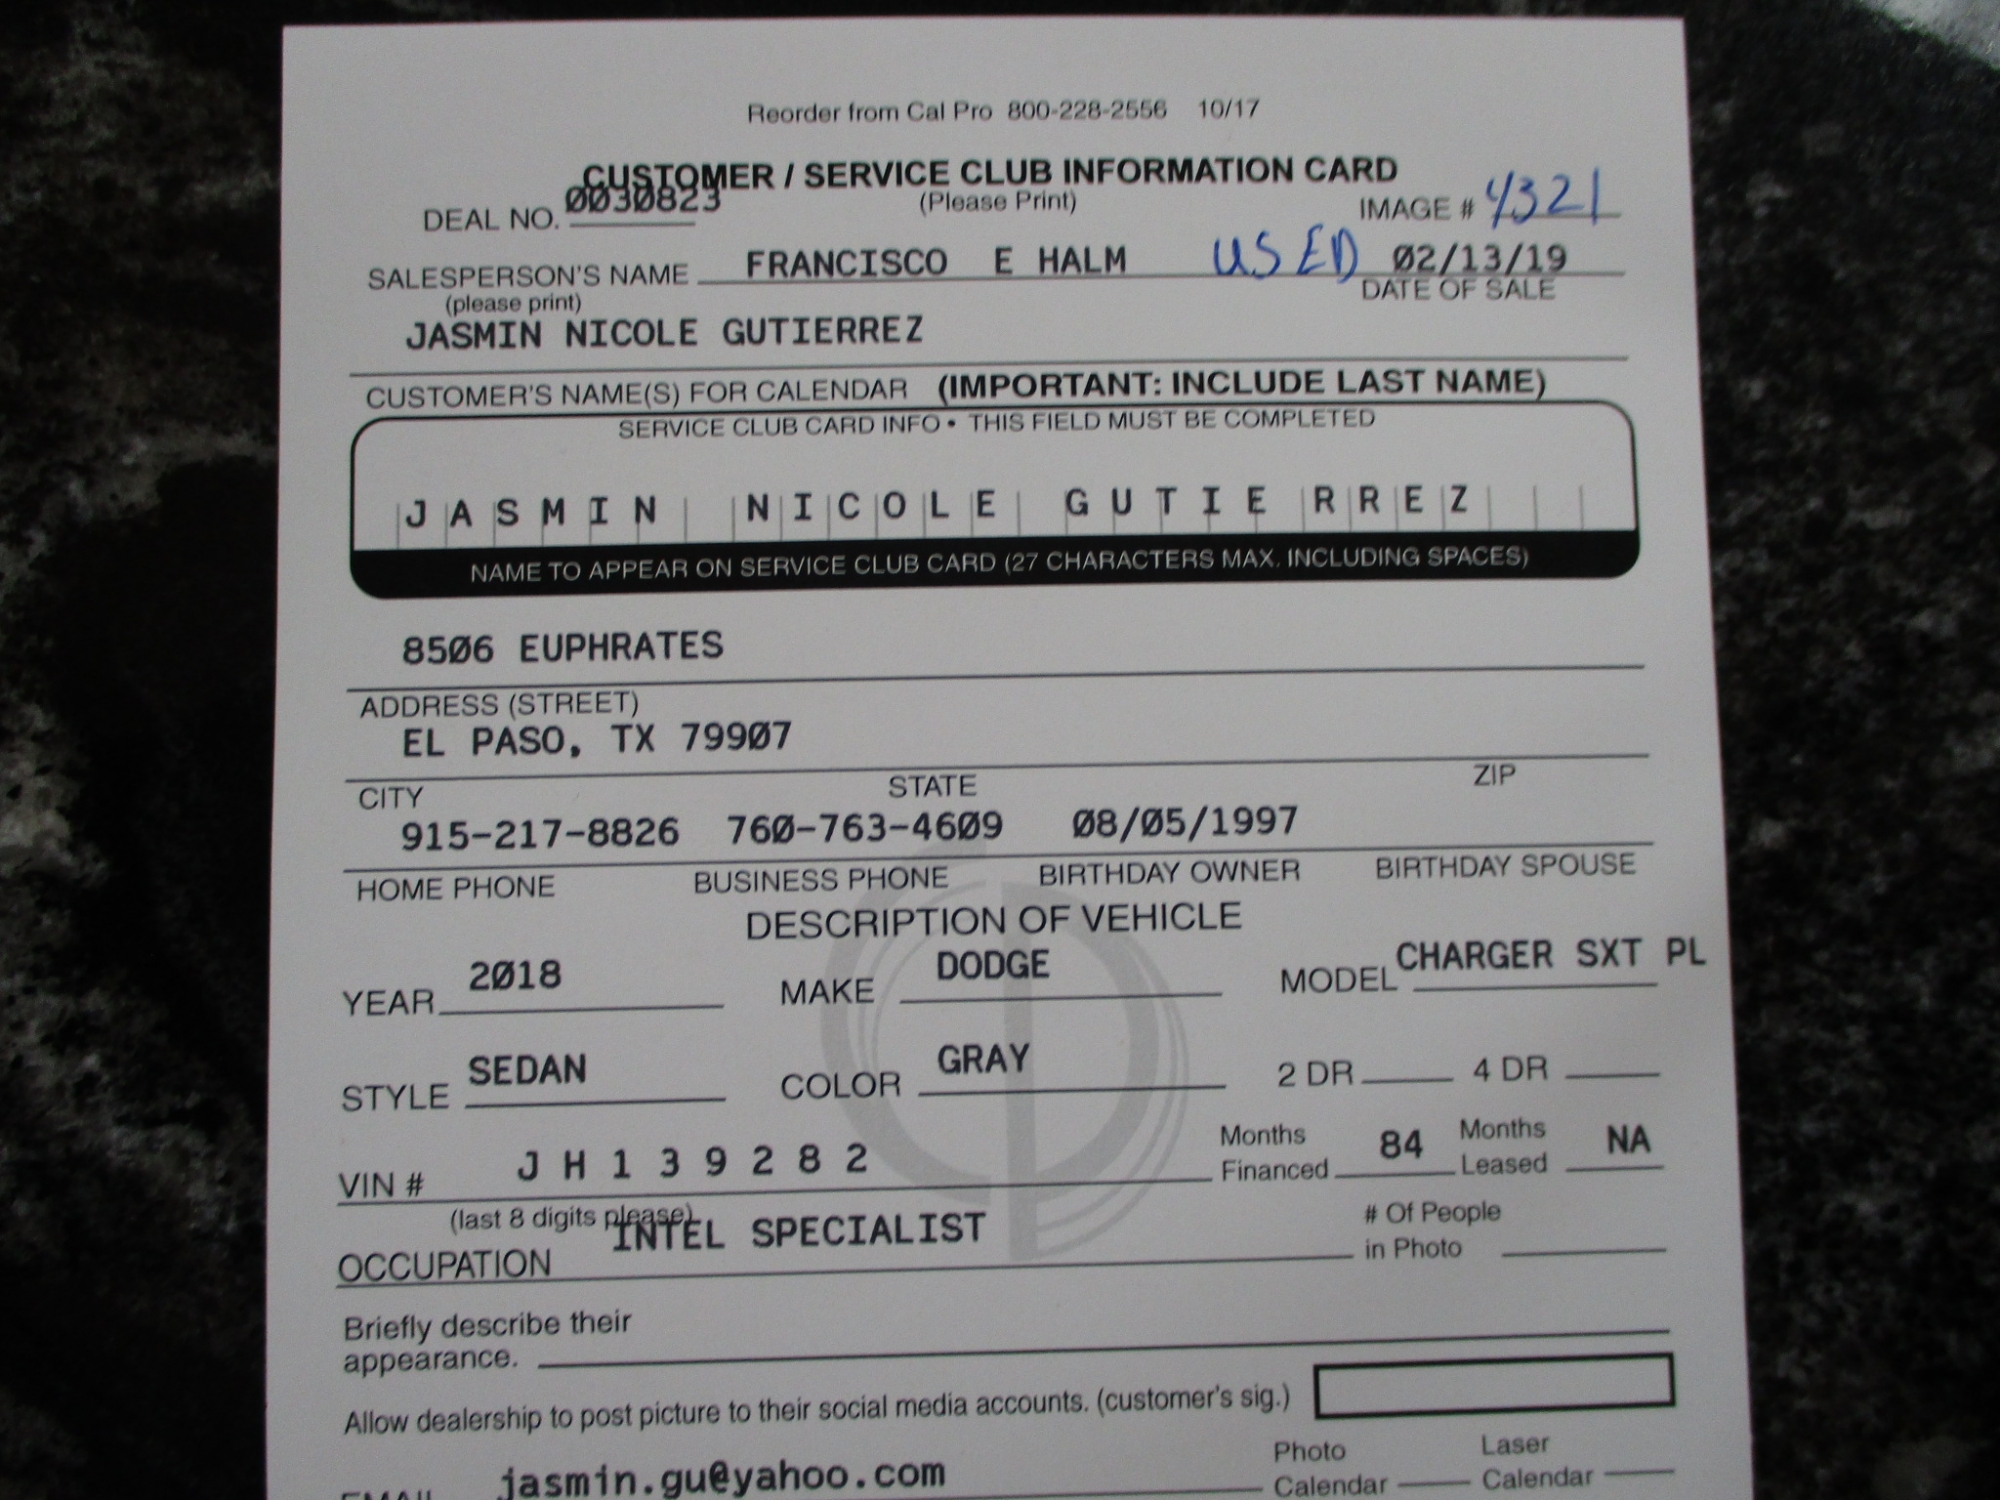 Reorder from Cal Pro 800-228-2556 10/17
CUSTOMER / SERVICE CLUB INFORMATION CARD
DEAL NO. 0030823 (Please Print) IMAGE # 4321
SALESPERSON'S NAME FRANCISCO E HALM USED 02/13/19
(please print) DATE OF SALE
JASMIN NICOLE GUTIERREZ
CUSTOMER'S NAME(S) FOR CALENDAR (IMPORTANT: INCLUDE LAST NAME)
SERVICE CLUB CARD INFO • THIS FIELD MUST BE COMPLETED
JASMIN NICOLE GUTIERREZ
NAME TO APPEAR ON SERVICE CLUB CARD (27 CHARACTERS MAX. INCLUDING SPACES)
8506 EUPHRATES
ADDRESS (STREET)
EL PASO, TX 79907
CITY STATE ZIP
915-217-8826 760-763-4609 08/05/1997
HOME PHONE BUSINESS PHONE BIRTHDAY OWNER BIRTHDAY SPOUSE
DESCRIPTION OF VEHICLE
YEAR 2018 MAKE DODGE MODEL CHARGER SXT PL
STYLE SEDAN COLOR GRAY 2 DR 4 DR
VIN # JH139282 Months Financed 84 Months Leased NA
(last 8 digits please)
OCCUPATION INTEL SPECIALIST # Of People in Photo
Briefly describe their
appearance.
Allow dealership to post picture to their social media accounts. (customer's sig.)
EMAIL jasmin.gu@yahoo.com Photo Calendar Laser Calendar